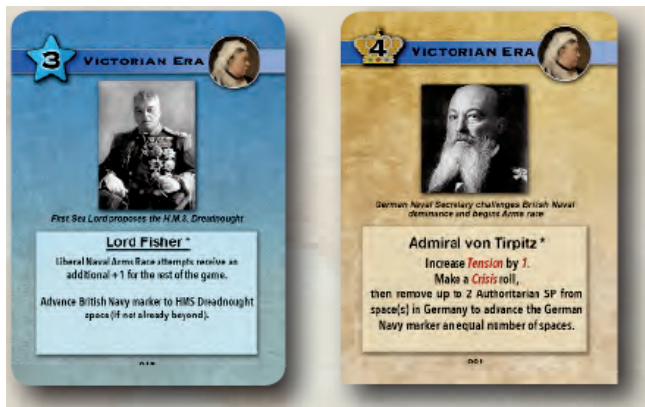 3 VICTORIAN ERA
First Sea Lord proposes the H.M.S. Dreadnought
Lord Fisher *
Liberal Naval Arms Race attempts receive an
additional +1 for the rest of the game.
Advance British Navy marker to HMS Dreadnought
space (if not already beyond).
4 VICTORIAN ERA
German Naval Secretary challenges British Naval
dominance and begins Arms race
Admiral von Tirpitz *
Increase Tension by 1.
Make a Crisis roll,
then remove up to 2 Authoritarian SP from
space(s) in Germany to advance the German
Navy marker an equal number of spaces.